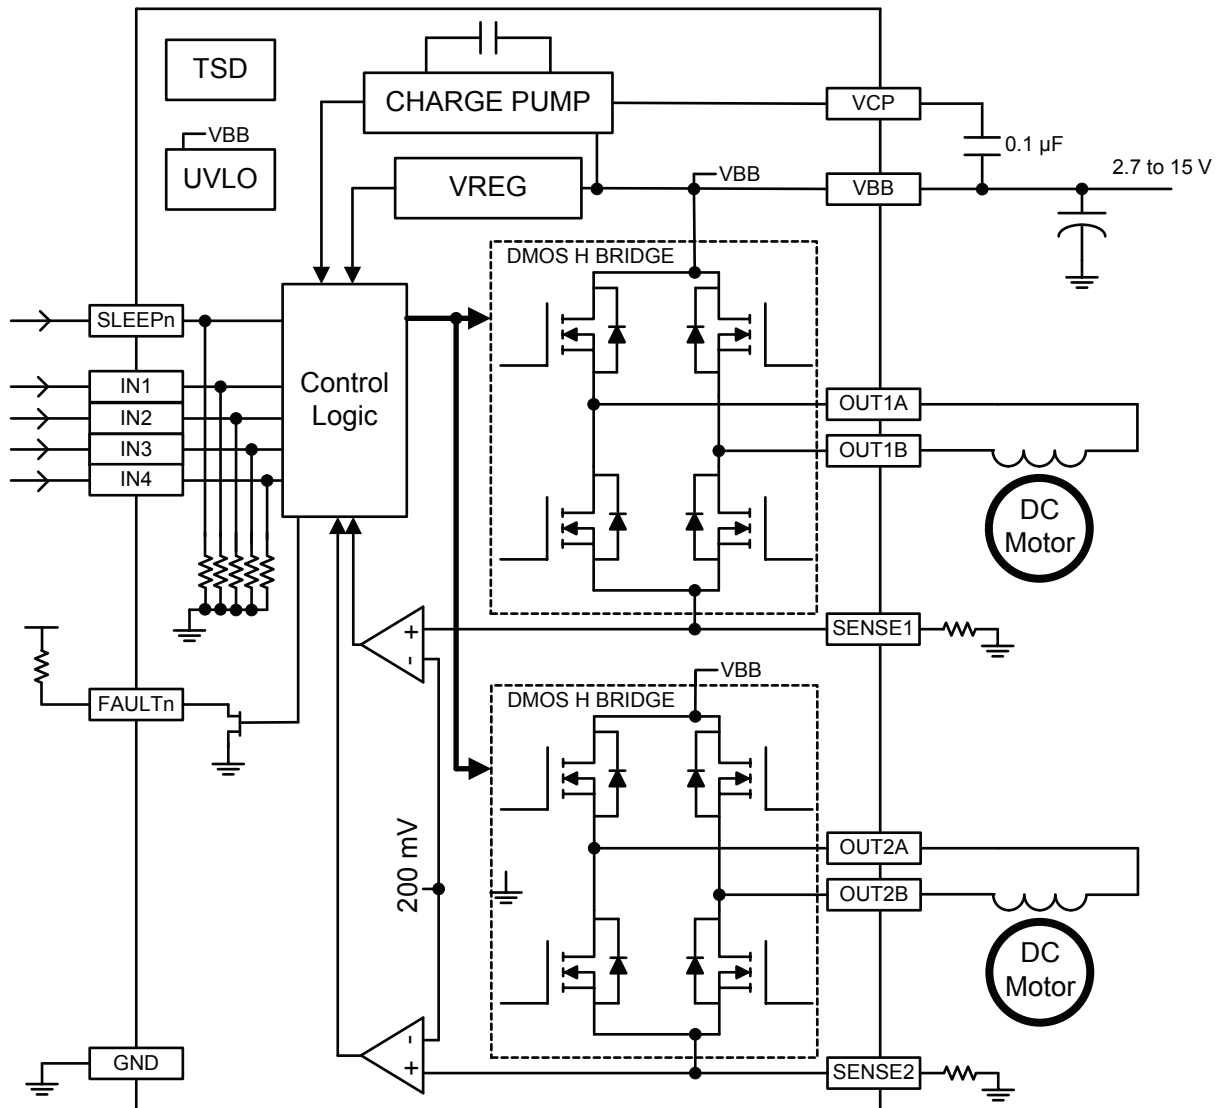 TSD
CHARGE PUMP
VCP
0.1 µF
VBB
UVLO
VREG
VBB
VBB
2.7 to 15 V
DMOS H BRIDGE
SLEEPn
IN1
IN2
IN3
IN4
Control
Logic
OUT1A
OUT1B
DC
Motor
+
-
SENSE1
FAULTn
VBB
DMOS H BRIDGE
200 mV
OUT2A
OUT2B
DC
Motor
-
+
GND
SENSE2